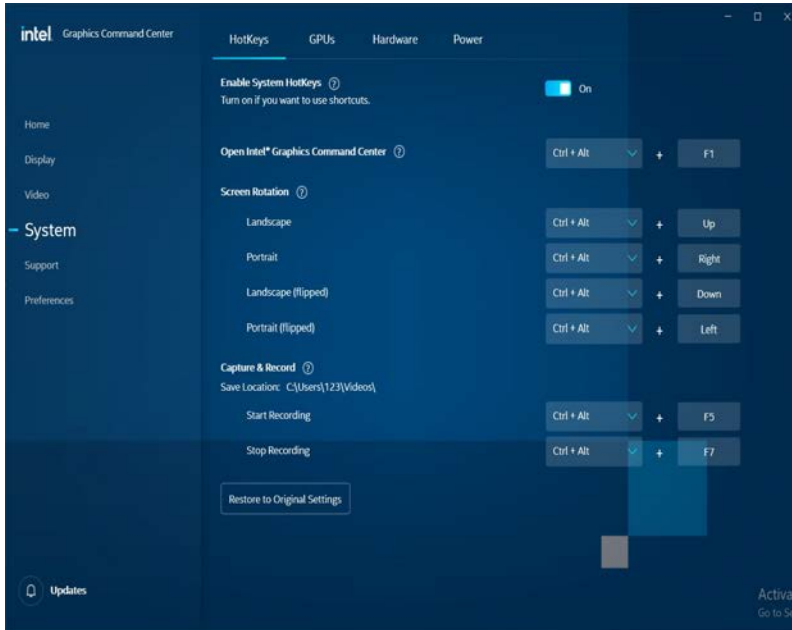 intel Graphics Command Center
HotKeys GPUs Hardware Power
Enable System HotKeys ?
On
Turn on if you want to use shortcuts.
Home
Display
Video
System
Support
Preferences
Open Intel® Graphics Command Center ? Ctrl + Alt + F1
Screen Rotation ?
Landscape Ctrl + Alt + Up
Portrait Ctrl + Alt + Right
Landscape (flipped) Ctrl + Alt + Down
Portrait (flipped) Ctrl + Alt + Left
Capture & Record ?
Save Location: C:\Users\123\Videos\
Start Recording Ctrl + Alt + F5
Stop Recording Ctrl + Alt + F7
Restore to Original Settings
Updates
Activa
Go to Se